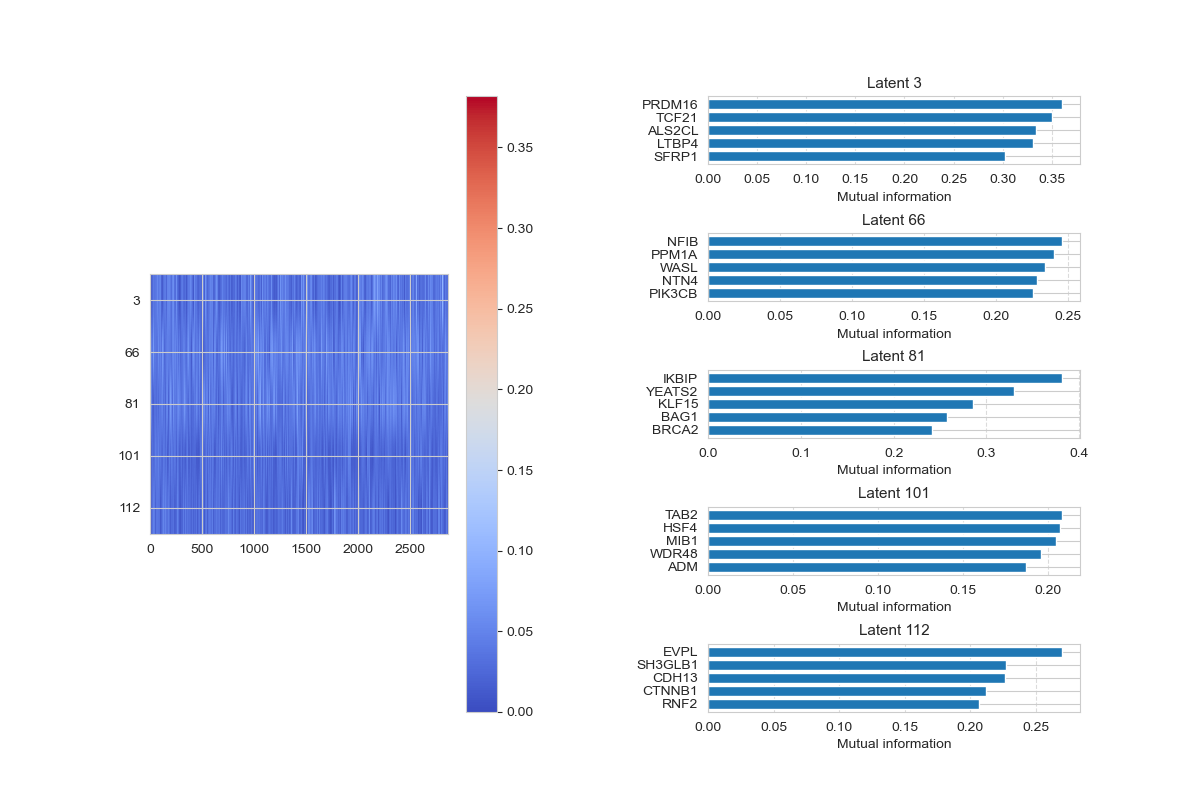 3
66
81
101
112
0 500 1000 1500 2000 2500
0.35
0.30
0.25
0.20
0.15
0.10
0.05
0.00
Latent 3
PRDM16
TCF21
ALS2CL
LTBP4
SFRP1
0.00 0.05 0.10 0.15 0.20 0.25 0.30 0.35
Mutual information
Latent 66
NFIB
PPM1A
WASL
NTN4
PIK3CB
0.00 0.05 0.10 0.15 0.20 0.25
Mutual information
Latent 81
IKBIP
YEATS2
KLF15
BAG1
BRCA2
0.0 0.1 0.2 0.3 0.4
Mutual information
Latent 101
TAB2
HSF4
MIB1
WDR48
ADM
0.00 0.05 0.10 0.15 0.20
Mutual information
Latent 112
EVPL
SH3GLB1
CDH13
CTNNB1
RNF2
0.00 0.05 0.10 0.15 0.20 0.25
Mutual information